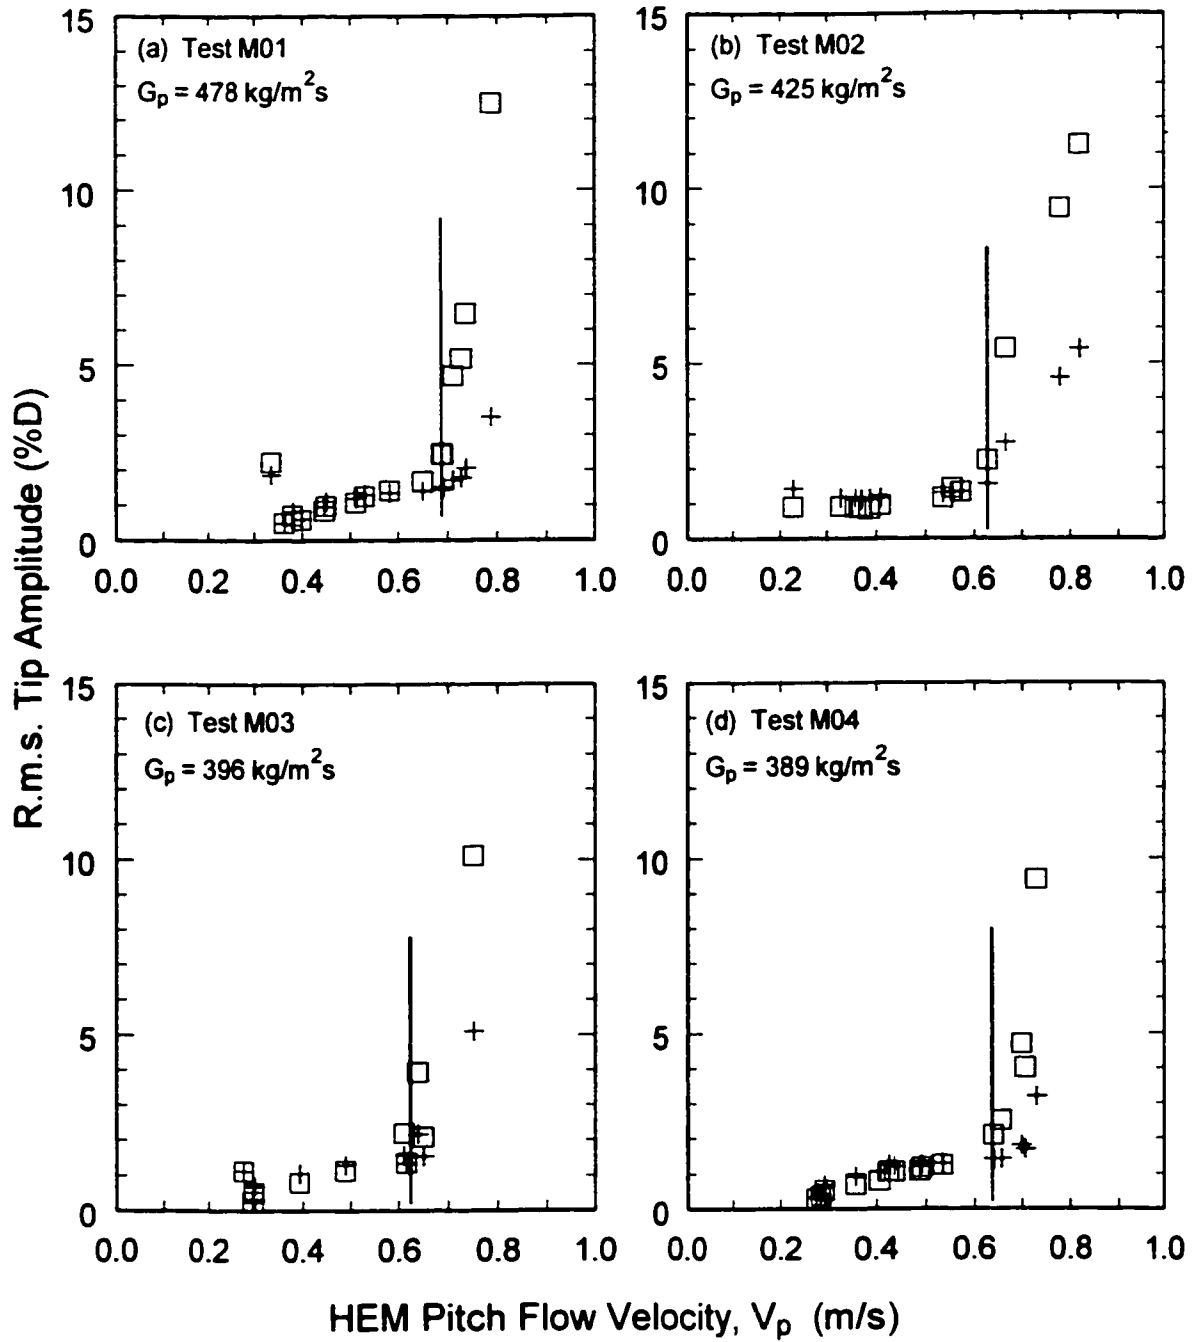 (a) Test M01
G_p = 478 kg/m²s
(b) Test M02
G_p = 425 kg/m²s
15
10
5
0
0.0 0.2 0.4 0.6 0.8 1.0
15
10
5
0
0.0 0.2 0.4 0.6 0.8 1.0
(c) Test M03
G_p = 396 kg/m²s
(d) Test M04
G_p = 389 kg/m²s
15
10
5
0
0.0 0.2 0.4 0.6 0.8 1.0
15
10
5
0
0.0 0.2 0.4 0.6 0.8 1.0
R.m.s. Tip Amplitude (%D)
HEM Pitch Flow Velocity, V_p (m/s)